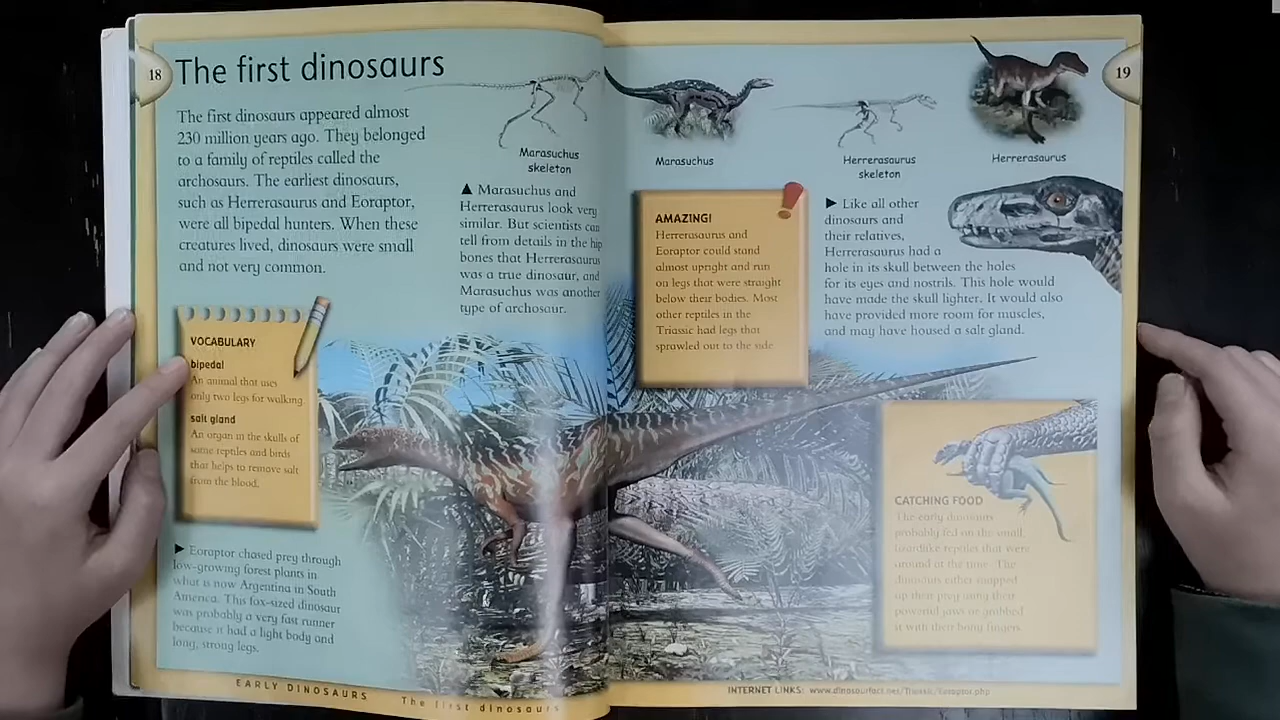 18
The first dinosaurs
The first dinosaurs appeared almost
230 million years ago. They belonged
to a family of reptiles called the
archosaurs. The earliest dinosaurs,
such as Herrerasaurus and Eoraptor,
were all bipedal hunters. When these
creatures lived, dinosaurs were small
and not very common.
Marasuchus
skeleton
▲ Marasuchus and
Herrerasaurus look very
similar. But scientists can
tell from details in the hip
bones that Herrerasaurus
was a true dinosaur, and
Marasuchus was another
type of archosaur.
VOCABULARY
bipedal
An animal that uses
only two legs for walking.
salt gland
An organ in the skulls of
some reptiles and birds
that helps to remove salt
from the blood.
► Eoraptor chased prey through
low-growing forest plants in
what is now Argentina in South
America. This fox-sized dinosaur
was probably a very fast runner
because it had a light body and
long, strong legs.
EARLY DINOSAURS The first dinosaurs
19
Marasuchus
Herrerasaurus
skeleton
Herrerasaurus
AMAZING!
Herrerasaurus and
Eoraptor could stand
almost upright and run
on legs that were straight
below their bodies. Most
other reptiles in the
Triassic had legs that
sprawled out to the side.
► Like all other
dinosaurs and
their relatives,
Herrerasaurus had a
hole in its skull between the holes
for its eyes and nostrils. This hole would
have made the skull lighter. It would also
have provided more room for muscles,
and may have housed a salt gland.
CATCHING FOOD
The early dinosaurs
probably fed on the small,
lizardlike reptiles that were
around at the time. The
dinosaurs either snapped
up their prey using their
powerful jaws or grabbed
it with their bony fingers.
INTERNET LINKS: www.dinosaurfact.net/Triassic/Eoraptor.php